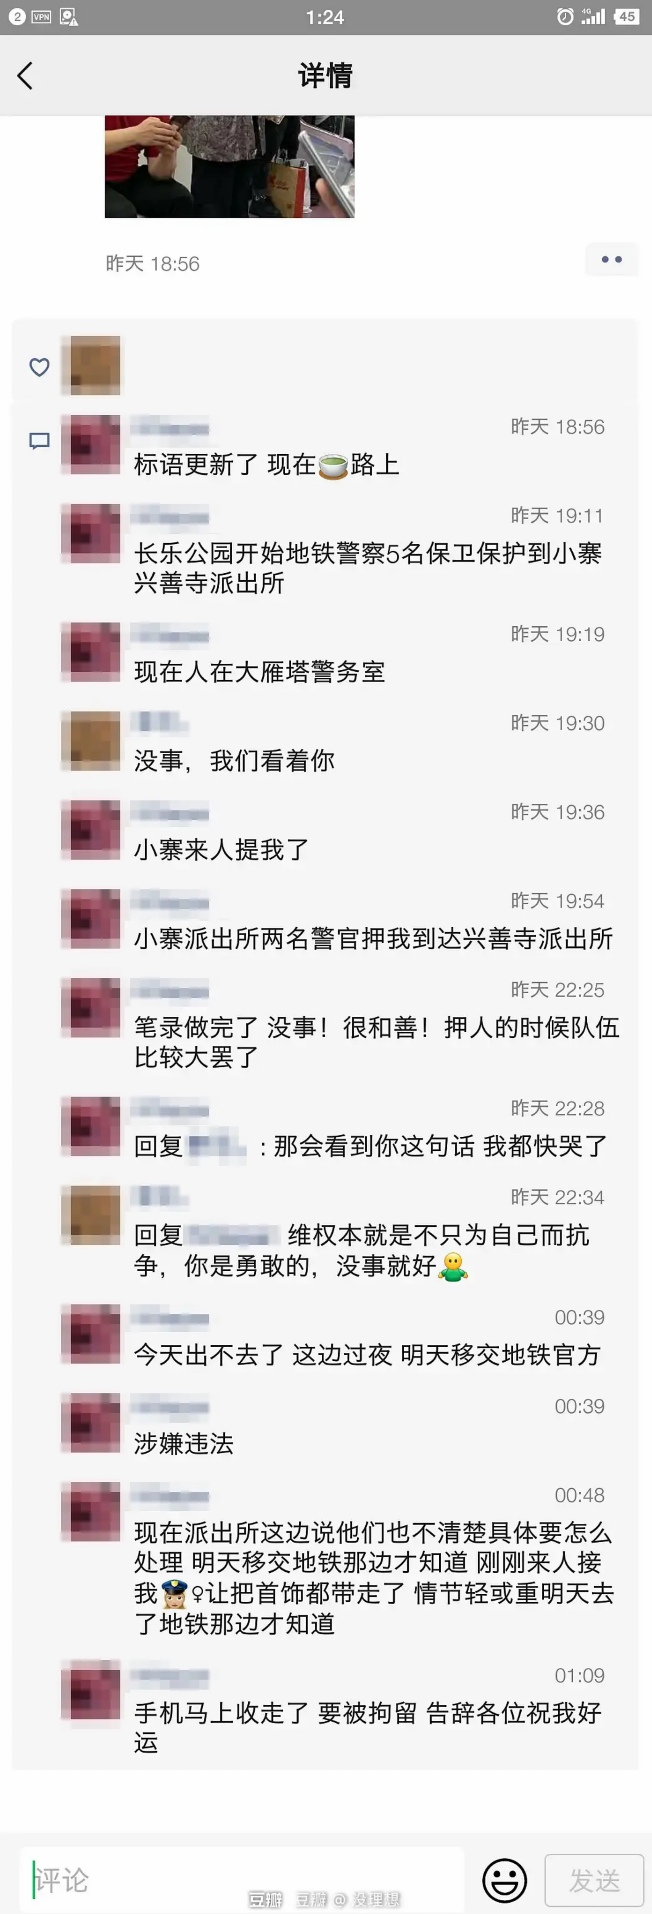 2 VPN 1:24 4G 45
详情
昨天 18:56
昨天 18:56
标语更新了 现在🍵路上
昨天 19:11
长乐公园开始地铁警察5名保卫保护到小寨
兴善寺派出所
昨天 19:19
现在人在大雁塔警务室
昨天 19:30
没事，我们看着你
昨天 19:36
小寨来人提我了
昨天 19:54
小寨派出所两名警官押我到达兴善寺派出所
昨天 22:25
笔录做完了 没事！很和善！押人的时候队伍
比较大罢了
昨天 22:28
回复 : 那会看到你这句话 我都快哭了
昨天 22:34
回复 维权本就是不只为自己而抗
争，你是勇敢的，没事就好
00:39
今天出不去了 这边过夜 明天移交地铁官方
00:39
涉嫌违法
00:48
现在派出所这边说他们也不清楚具体要怎么
处理 明天移交地铁那边才知道 刚刚来人接
我👮🏼♀让把首饰都带走了 情节轻或重明天去
了地铁那边才知道
01:09
手机马上收走了 要被拘留 告辞各位祝我好
运
评论
发送
豆瓣 豆瓣 @ 没理想